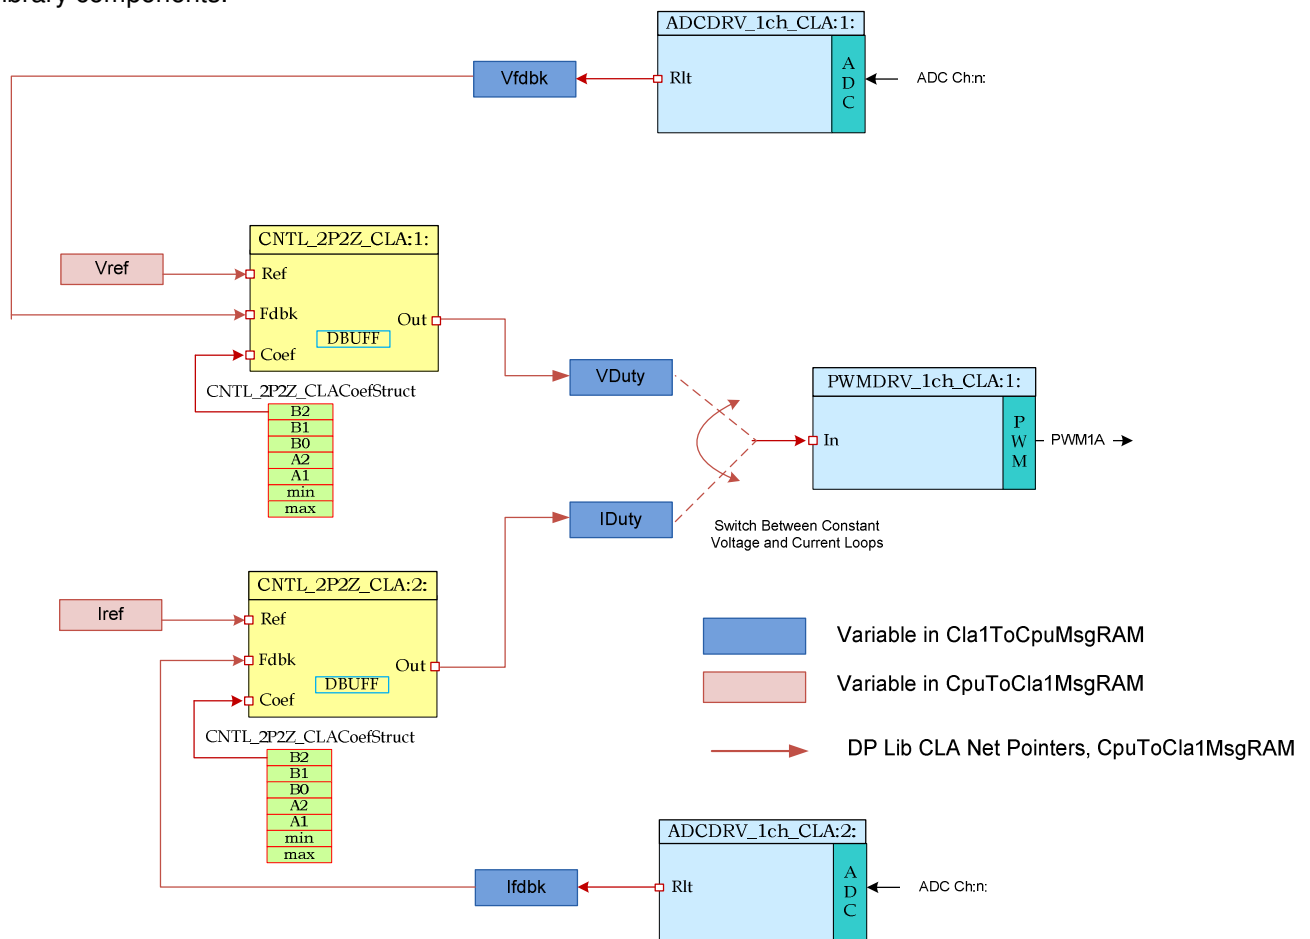 library components.
ADCDRV_1ch_CLA:1:
Vfdbk
Rlt
A
D
C
ADC Ch:n:
CNTL_2P2Z_CLA:1:
Vref
Ref
Fdbk
Out
DBUFF
Coef
CNTL_2P2Z_CLACoefStruct
B2
B1
B0
A2
A1
min
max
VDuty
PWMDRV_1ch_CLA:1:
In
P
W
M
PWM1A
IDuty
Switch Between Constant
Voltage and Current Loops
CNTL_2P2Z_CLA:2:
Iref
Ref
Fdbk
Out
DBUFF
Coef
CNTL_2P2Z_CLACoefStruct
B2
B1
B0
A2
A1
min
max
Variable in Cla1ToCpuMsgRAM
Variable in CpuToCla1MsgRAM
DP Lib CLA Net Pointers, CpuToCla1MsgRAM
ADCDRV_1ch_CLA:2:
Ifdbk
Rlt
A
D
C
ADC Ch:n: